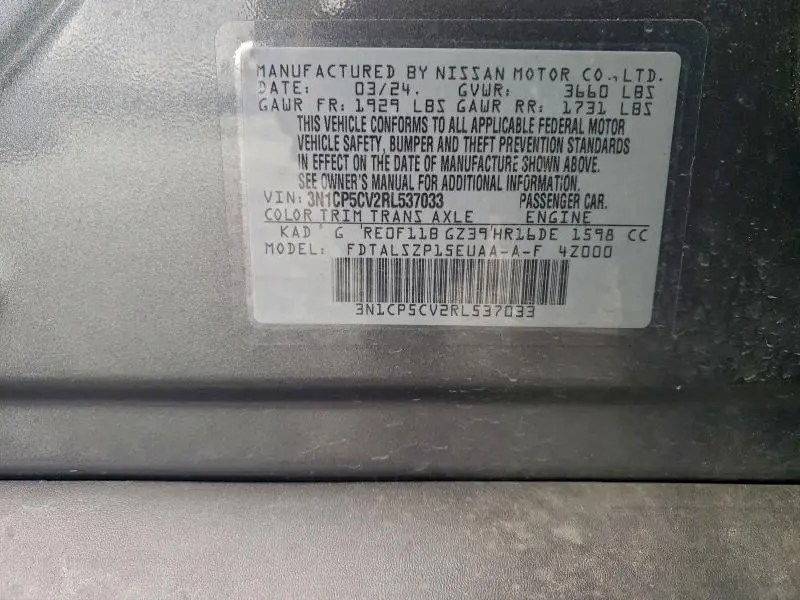 MANUFACTURED BY NISSAN MOTOR CO.,LTD.
DATE: 03/24. GVWR: 3660 LBS
GAWR FR: 1929 LBS GAWR RR: 1731 LBS
THIS VEHICLE CONFORMS TO ALL APPLICABLE FEDERAL MOTOR
VEHICLE SAFETY, BUMPER AND THEFT PREVENTION STANDARDS
IN EFFECT ON THE DATE OF MANUFACTURE SHOWN ABOVE.
SEE OWNER'S MANUAL FOR ADDITIONAL INFORMATION.
VIN: 3N1CP5CV2RL537033 PASSENGER CAR.
COLOR TRIM TRANS AXLE ENGINE
KAD G RE0F11B GZ39 HR16DE 1598 CC
MODEL: FDTALSZP15EUAA-A-F 4Z000
3N1CP5CV2RL537033